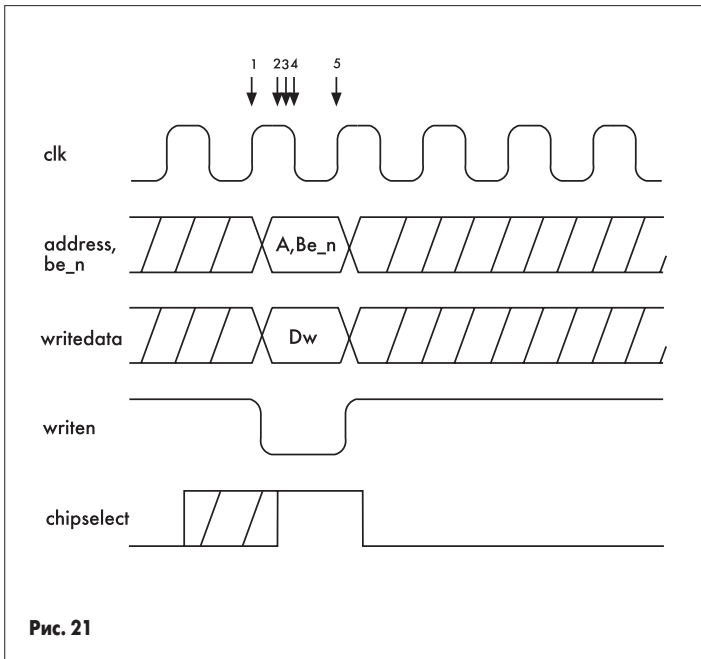 1 2 3 4 5
clk
address,
be_n
A,Be_n
writedata
Dw
writen
chipselect
Рис. 21